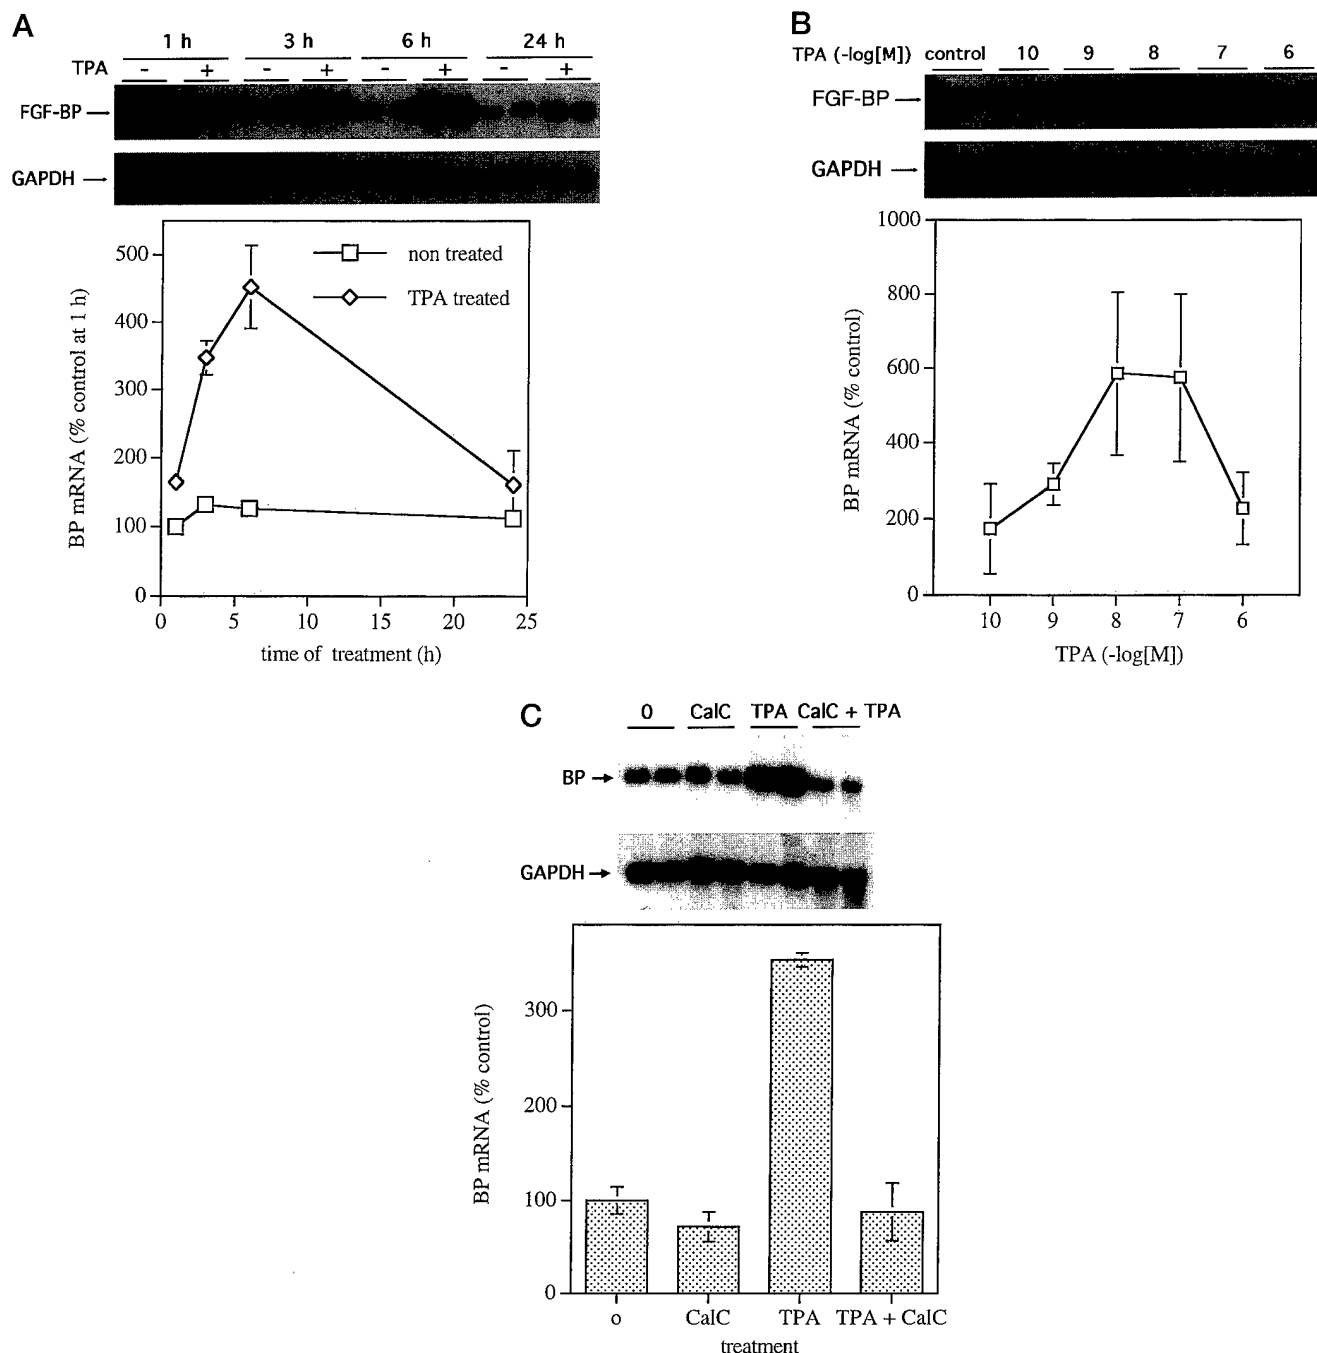 A
1 h 3 h 6 h 24 h
TPA - + - + - + - +
FGF-BP
GAPDH
500
400
300
200
100
0
BP mRNA (% control at 1 h)
non treated
TPA treated
0 5 10 15 20 25
time of treatment (h)
B
TPA (-log[M]) control 10 9 8 7 6
FGF-BP
GAPDH
1000
800
600
400
200
0
BP mRNA (% control)
10 9 8 7 6
TPA (-log[M])
C
0 CalC TPA CalC + TPA
BP
GAPDH
300
200
100
0
BP mRNA (% control)
o CalC TPA TPA + CalC
treatment